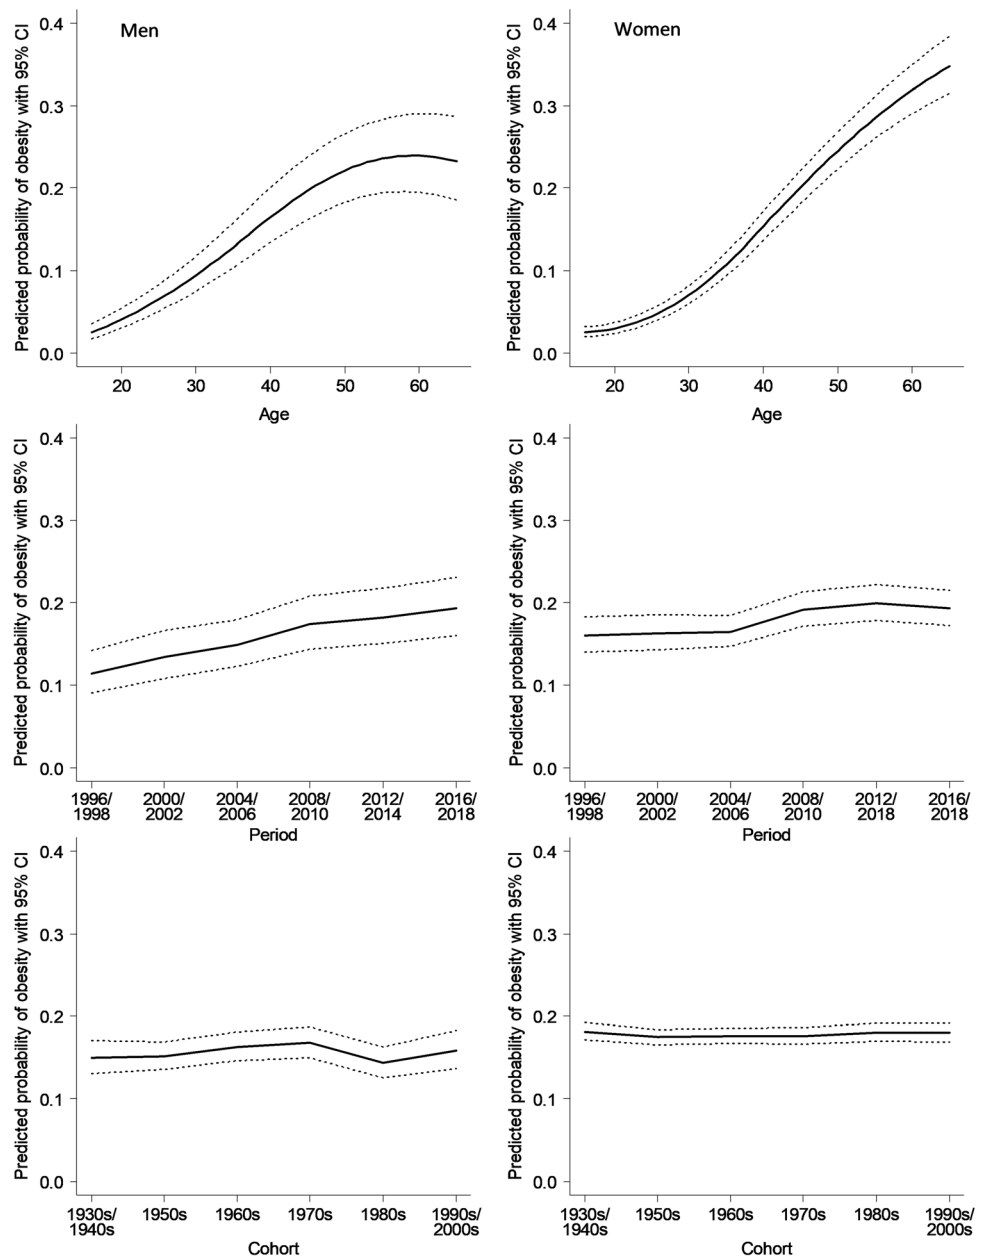 Men
Predicted probability of obesity with 95% CI
0.4
0.3
0.2
0.1
0.0
20 30 40 50 60
Age
Women
Predicted probability of obesity with 95% CI
0.4
0.3
0.2
0.1
0.0
20 30 40 50 60
Age
Predicted probability of obesity with 95% CI
0.4
0.3
0.2
0.1
0.0
1996/ 2000/ 2004/ 2008/ 2012/ 2016/
1998 2002 2006 2010 2014 2018
Period
Predicted probability of obesity with 95% CI
0.4
0.3
0.2
0.1
0.0
1996/ 2000/ 2004/ 2008/ 2012/ 2016/
1998 2002 2006 2010 2018 2018
Period
Predicted probability of obesity with 95% CI
0.4
0.3
0.2
0.1
0.0
1930s/ 1950s 1960s 1970s 1980s 1990s/
1940s 2000s
Cohort
Predicted probability of obesity with 95% CI
0.4
0.3
0.2
0.1
0.0
1930s/ 1950s 1960s 1970s 1980s 1990s/
1940s 2000s
Cohort